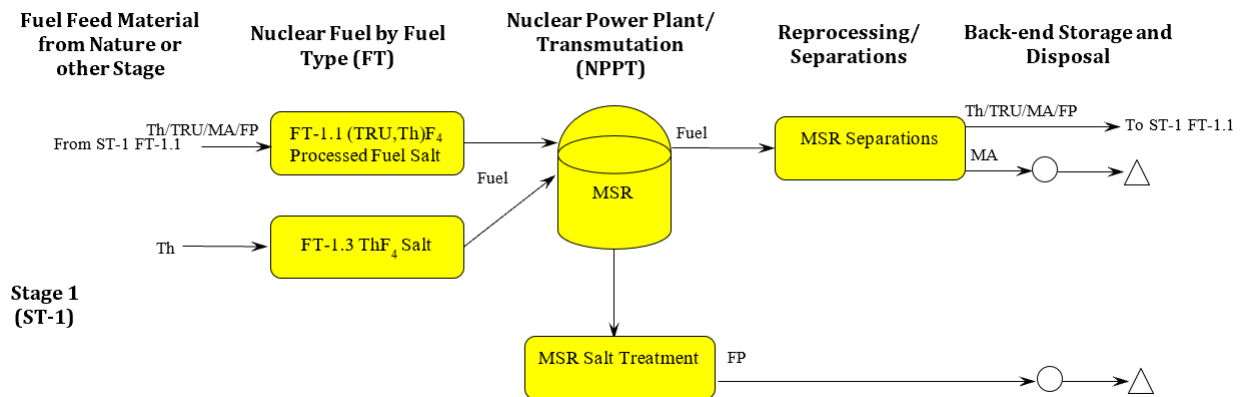 Fuel Feed Material
from Nature or
other Stage
Nuclear Fuel by Fuel
Type (FT)
Nuclear Power Plant/
Transmutation
(NPPT)
Reprocessing/
Separations
Back-end Storage and
Disposal
Th/TRU/MA/FP
From ST-1 FT-1.1
FT-1.1 (TRU,Th)F4
Processed Fuel Salt
Fuel
MSR
Fuel
MSR Separations
Th/TRU/MA/FP
To ST-1 FT-1.1
MA
Th
FT-1.3 ThF4 Salt
Stage 1
(ST-1)
MSR Salt Treatment
FP